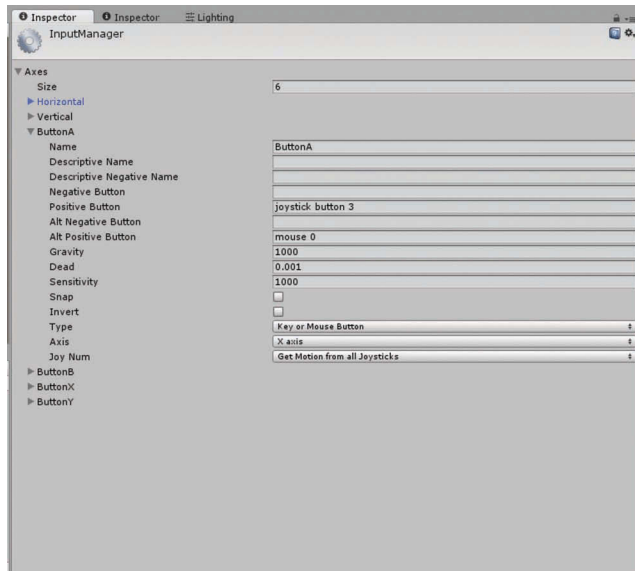 Inspector Inspector Lighting
InputManager
Axes
Size 6
Horizontal
Vertical
ButtonA
Name ButtonA
Descriptive Name
Descriptive Negative Name
Negative Button
Positive Button joystick button 3
Alt Negative Button
Alt Positive Button mouse 0
Gravity 1000
Dead 0.001
Sensitivity 1000
Snap
Invert
Type Key or Mouse Button
Axis X axis
Joy Num Get Motion from all Joysticks
ButtonB
ButtonX
ButtonY